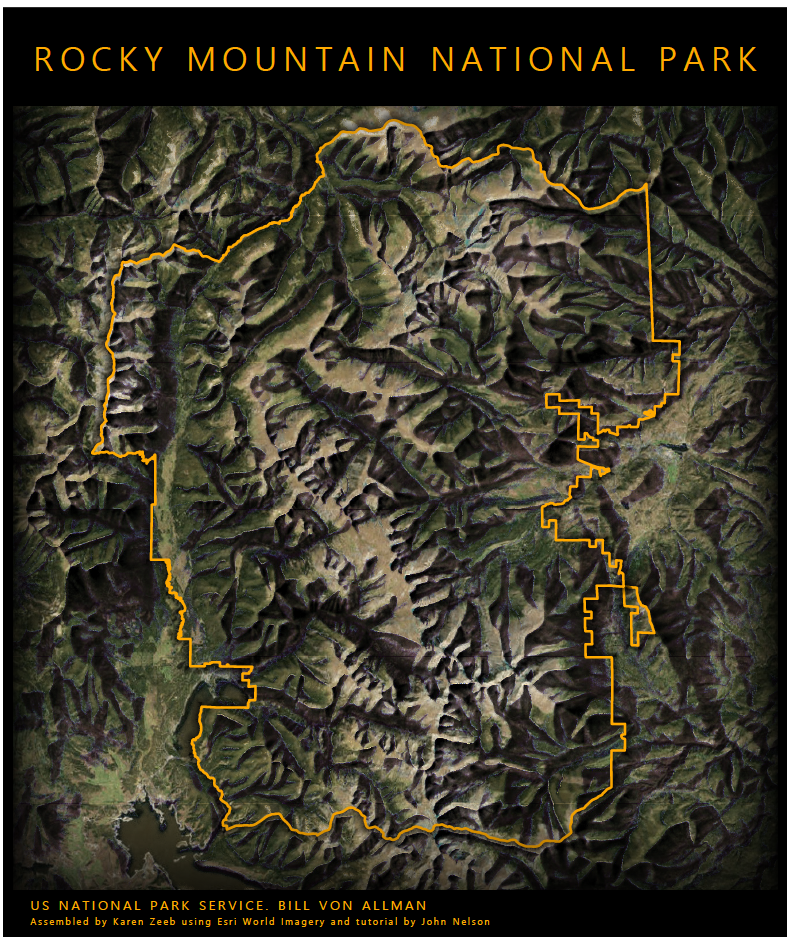 ROCKY MOUNTAIN NATIONAL PARK
US NATIONAL PARK SERVICE. BILL VON ALLMAN
Assembled by Karen Zeeb using Esri World Imagery and tutorial by John Nelson